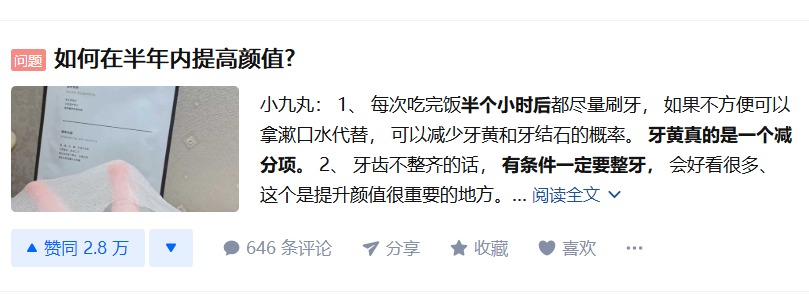 问题 如何在半年内提高颜值?
小九丸： 1、 每次吃完饭半个小时后都尽量刷牙， 如果不方便可以
拿漱口水代替， 可以减少牙黄和牙结石的概率。 牙黄真的是一个减
分项。 2、 牙齿不整齐的话， 有条件一定要整牙， 会好看很多、
这个是提升颜值很重要的地方。... 阅读全文
赞同 2.8 万 646 条评论 分享 收藏 喜欢